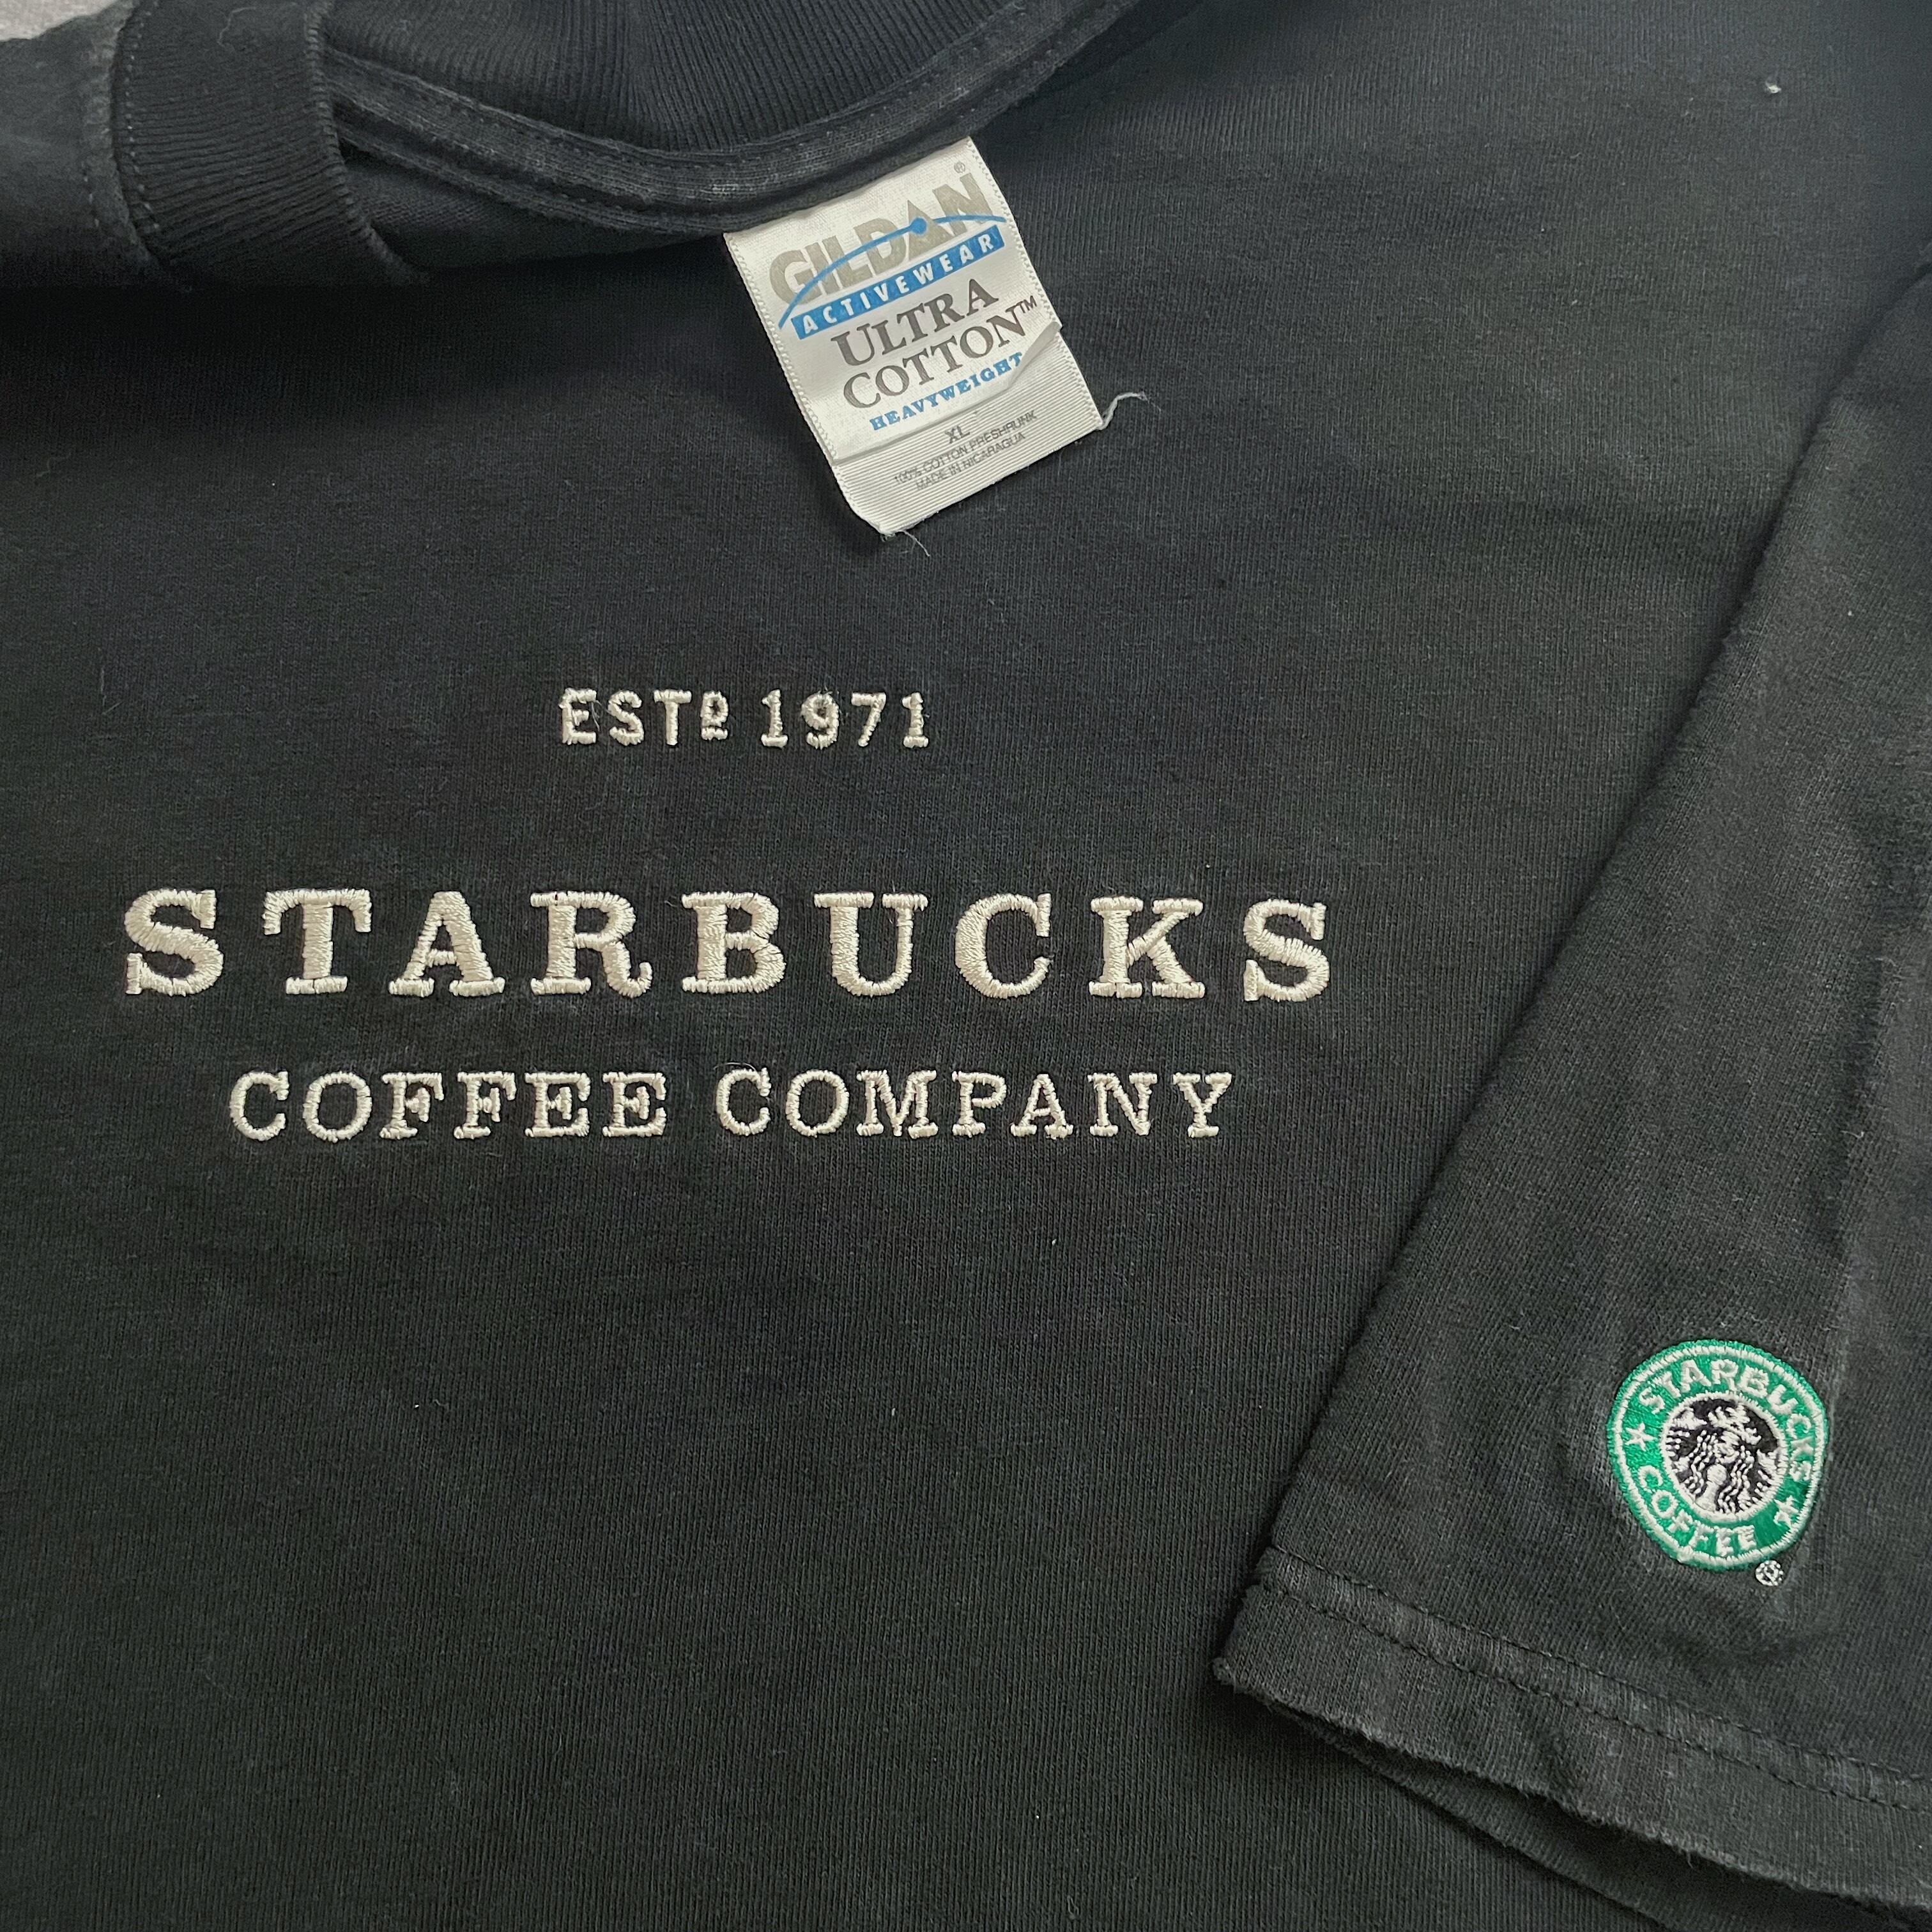 GILDAN®
ACTIVEWEAR
ULTRA
COTTON™
HEAVYWEIGHT
XL
100% COTTON PRESHRUNK
MADE IN NICARAGUA
ESTD 1971
STARBUCKS
COFFEE COMPANY
STARBUCKS
COFFEE
®